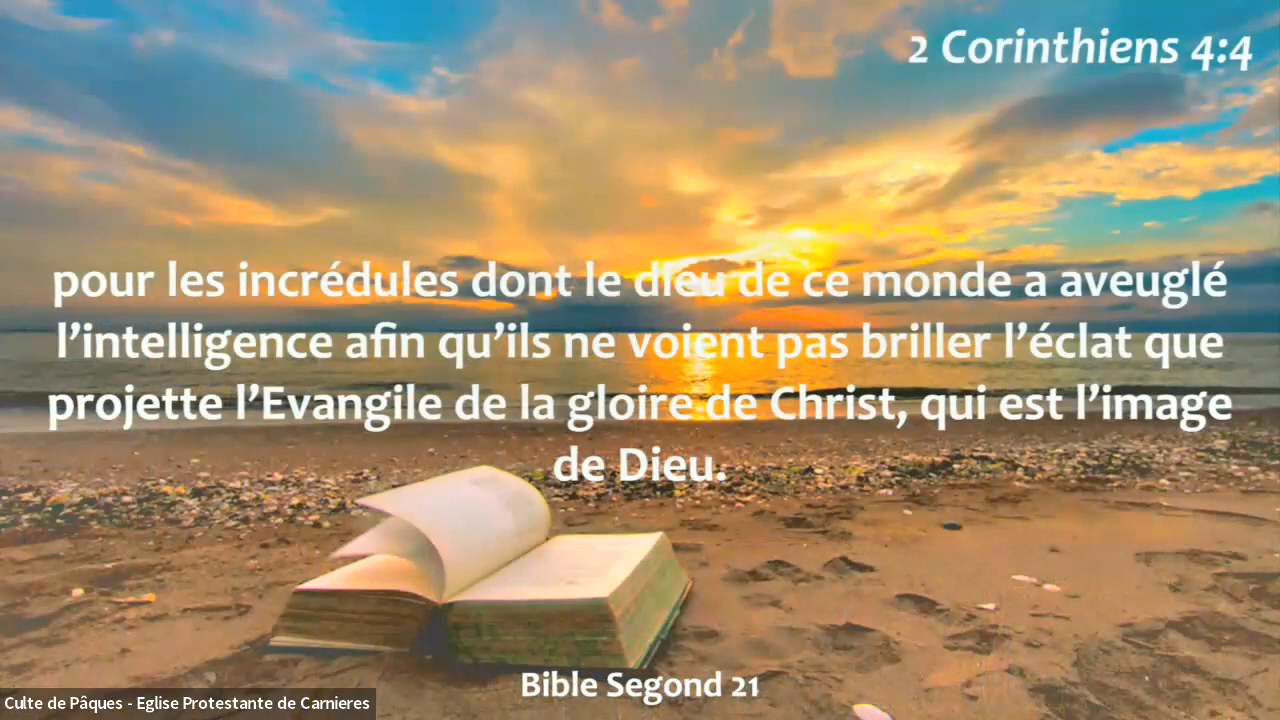 2 Corinthiens 4:4
pour les incrédules dont le dieu de ce monde a aveuglé
l’intelligence afin qu’ils ne voient pas briller l’éclat que
projette l’Evangile de la gloire de Christ, qui est l’image
de Dieu.
Bible Segond 21
Culte de Pâques - Eglise Protestante de Carnieres